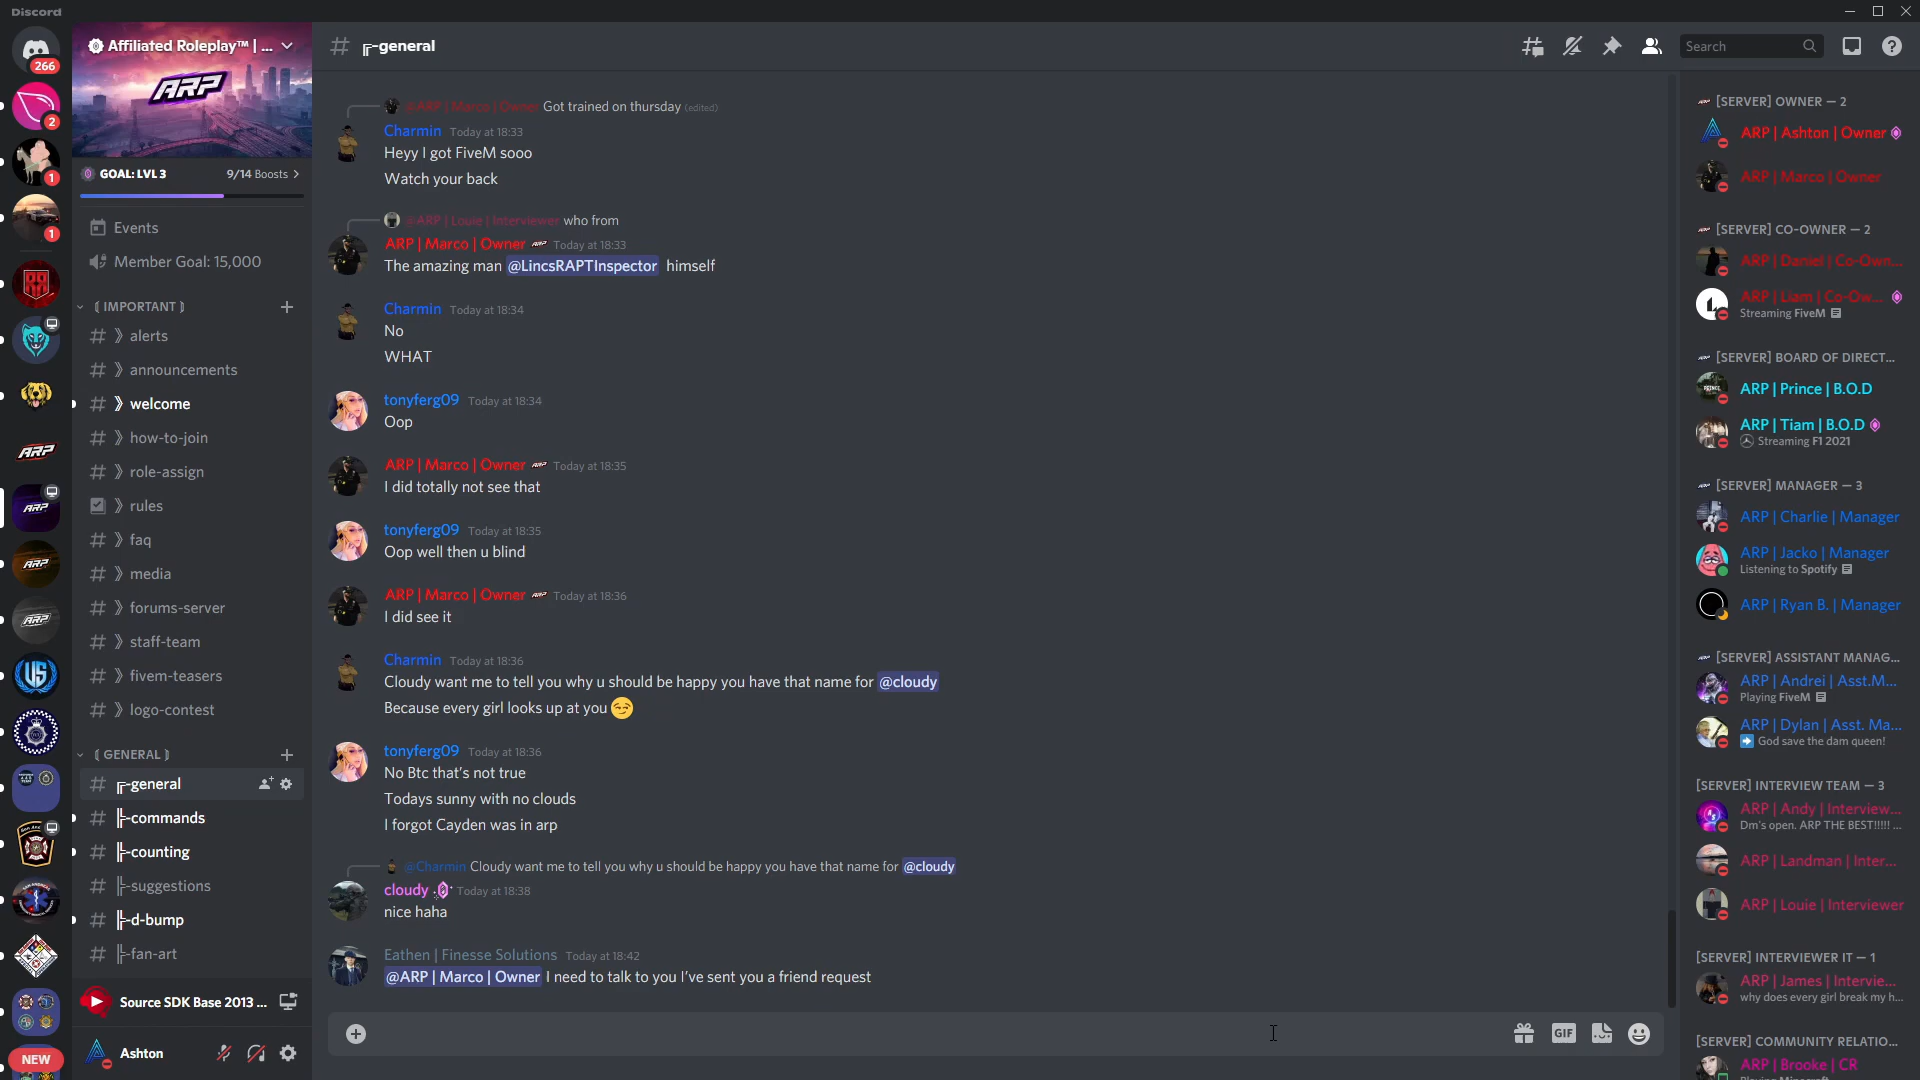 Discord
266
2
1
1
NEW
Affiliated Roleplay™ | ...
ARP
GOAL: LVL 3
9/14 Boosts
Events
Member Goal: 15,000
⟬ IMPORTANT ⟭
》alerts
》announcements
》welcome
》how-to-join
》role-assign
》rules
》faq
》media
》forums-server
》staff-team
》fivem-teasers
》logo-contest
⟬ GENERAL ⟭
╔-general
╠-commands
╠-counting
╠-suggestions
╠-d-bump
╠-fan-art
Source SDK Base 2013 ...
Ashton
╔-general
Search
@ARP | Marco | Owner Got trained on thursday (edited)
Charmin Today at 18:33
Heyy I got FiveM sooo
Watch your back
@ARP | Louie | Interviewer who from
ARP | Marco | Owner ARP Today at 18:33
The amazing man @LincsRAPTInspector himself
Charmin Today at 18:34
No
WHAT
tonyferg09 Today at 18:34
Oop
ARP | Marco | Owner ARP Today at 18:35
I did totally not see that
tonyferg09 Today at 18:35
Oop well then u blind
ARP | Marco | Owner ARP Today at 18:36
I did see it
Charmin Today at 18:36
Cloudy want me to tell you why u should be happy you have that name for @cloudy
Because every girl looks up at you 😏
tonyferg09 Today at 18:36
No Btc that's not true
Todays sunny with no clouds
I forgot Cayden was in arp
@Charmin Cloudy want me to tell you why u should be happy you have that name for @cloudy
cloudy Today at 18:38
nice haha
Eathen | Finesse Solutions Today at 18:42
@ARP | Marco | Owner I need to talk to you I've sent you a friend request
GIF
[SERVER] OWNER — 2
ARP | Ashton | Owner
ARP | Marco | Owner
[SERVER] CO-OWNER — 2
ARP | Daniel | Co-Own...
ARP | Liam | Co-Ow...
Streaming FiveM
[SERVER] BOARD OF DIRECT...
ARP | Prince | B.O.D
ARP | Tiam | B.O.D
Streaming F1 2021
[SERVER] MANAGER — 3
ARP | Charlie | Manager
ARP | Jacko | Manager
Listening to Spotify
ARP | Ryan B. | Manager
[SERVER] ASSISTANT MANAG...
ARP | Andrei | Asst.M...
Playing FiveM
ARP | Dylan | Asst. Ma...
God save the dam queen!
[SERVER] INTERVIEW TEAM — 3
ARP | Andy | Interview...
Dm's open. ARP THE BEST!!!!! ...
ARP | Landman | Inter...
ARP | Louie | Interviewer
[SERVER] INTERVIEWER IT — 1
ARP | James | Intervie...
why does every girl break my h...
[SERVER] COMMUNITY RELATIO...
ARP | Brooke | CR